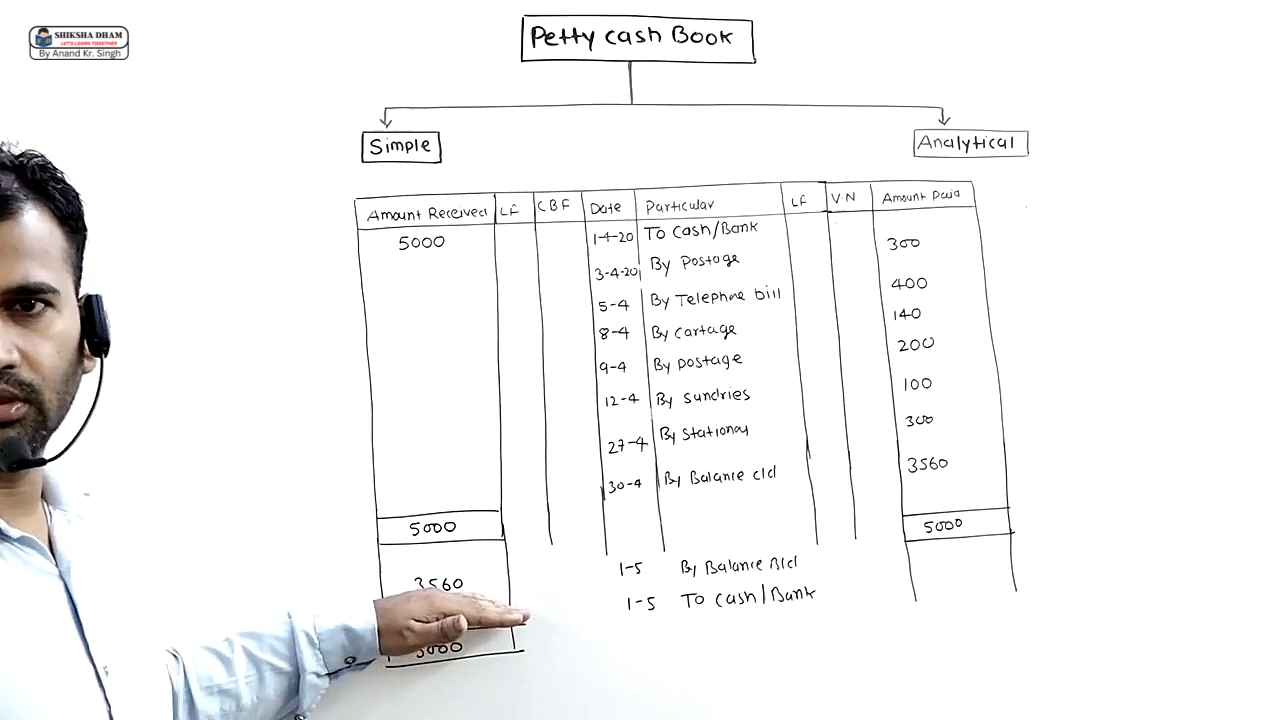 SHIKSHA DHAM
LET'S LEARN TOGETHER
By Anand Kr. Singh
Petty cash Book
Simple
Analytical
Amount Received LF CBF Date Particular LF V.N Amount Paid
5000 1-4-20 To Cash/Bank 300
3-4-20 By Postage
5-4 By Telephone bill 400
8-4 By cartage 140
9-4 By postage 200
12-4 By sundries 100
27-4 By stationary 300
30-4 By Balance c/d 3560
5000 5000
1-5 By Balance B/d
3560
1-5 To Cash/Bank
5000